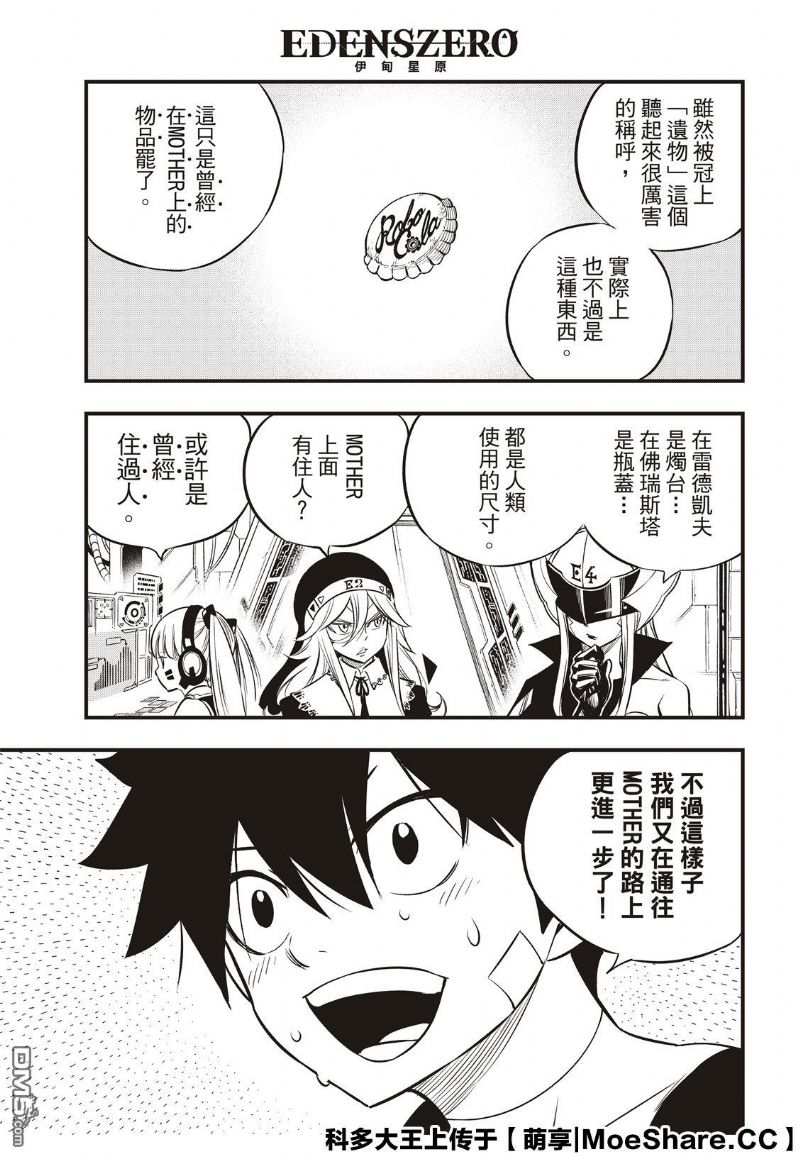 EDENSZERO
伊甸星原
雖然被冠上
「遺物」這個
聽起來很厲害
的稱呼，
實際上
也不過是
這種東西。
Robo
Cola
這只是曾經
在MOTHER上的
物品罷了。
在雷德凱夫
是燭台…
在佛瑞斯塔
是瓶蓋…
都是人類
使用的尺寸。
MOTHER
上面
有住人？
或許是
曾經
住過人。
E4
E2
不過這樣子
我們又在通往
MOTHER的路上
更進一步了！
DM5.com
科多大王上传于【萌享|MoeShare.CC】